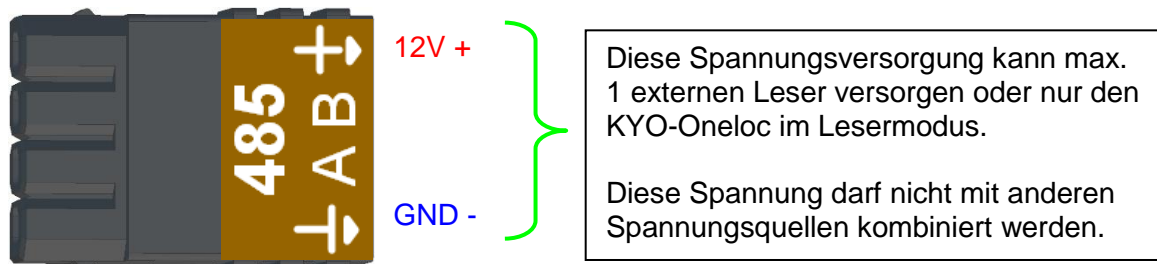 12V +
485
A B
GND -
Diese Spannungsversorgung kann max.
1 externen Leser versorgen oder nur den
KYO-Oneloc im Lesermodus.
Diese Spannung darf nicht mit anderen
Spannungsquellen kombiniert werden.